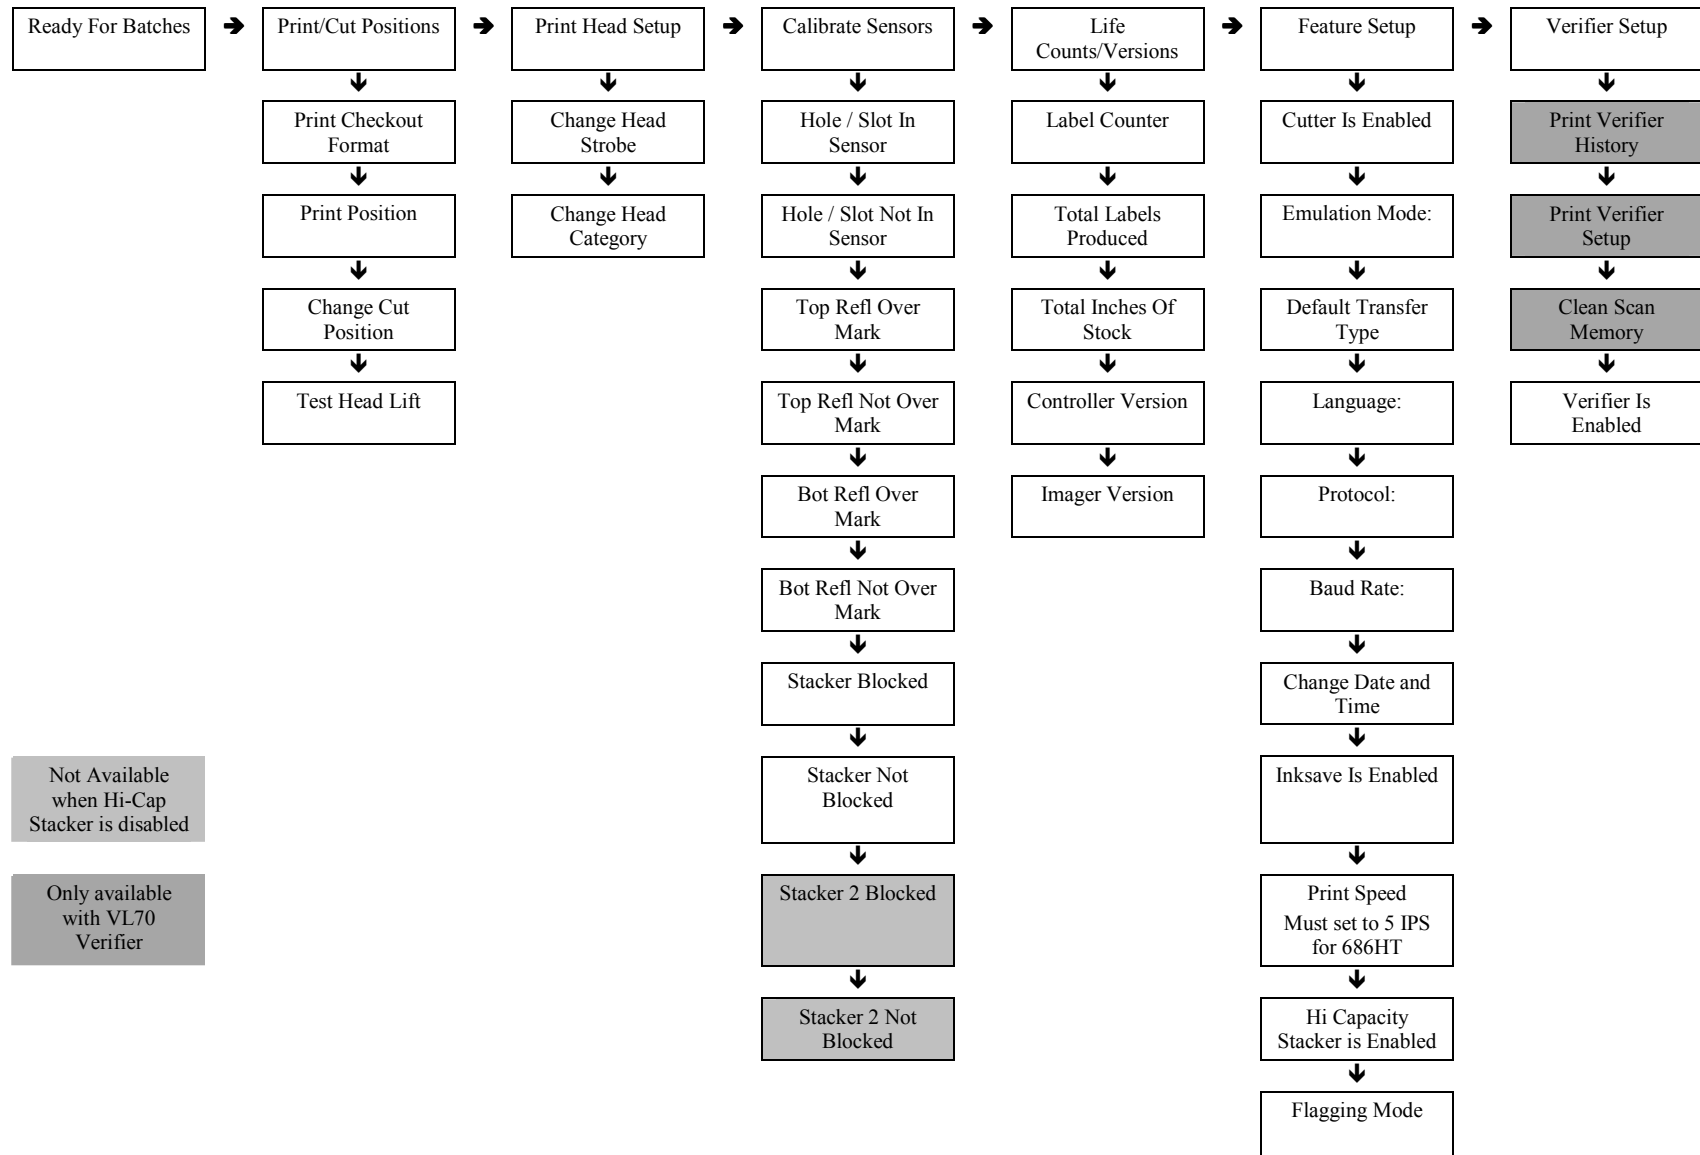 Ready For Batches
Print/Cut Positions
Print Head Setup
Calibrate Sensors
Life
Counts/Versions
Feature Setup
Verifier Setup
Print Checkout
Format
Print Position
Change Cut
Position
Test Head Lift
Change Head
Strobe
Change Head
Category
Hole / Slot In
Sensor
Hole / Slot Not In
Sensor
Top Refl Over
Mark
Top Refl Not Over
Mark
Bot Refl Over
Mark
Bot Refl Not Over
Mark
Stacker Blocked
Stacker Not
Blocked
Stacker 2 Blocked
Stacker 2 Not
Blocked
Label Counter
Total Labels
Produced
Total Inches Of
Stock
Controller Version
Imager Version
Cutter Is Enabled
Emulation Mode:
Default Transfer
Type
Language:
Protocol:
Baud Rate:
Change Date and
Time
Inksave Is Enabled
Print Speed
Must set to 5 IPS
for 686HT
Hi Capacity
Stacker is Enabled
Flagging Mode
Print Verifier
History
Print Verifier
Setup
Clean Scan
Memory
Verifier Is
Enabled
Not Available
when Hi-Cap
Stacker is disabled
Only available
with VL70
Verifier